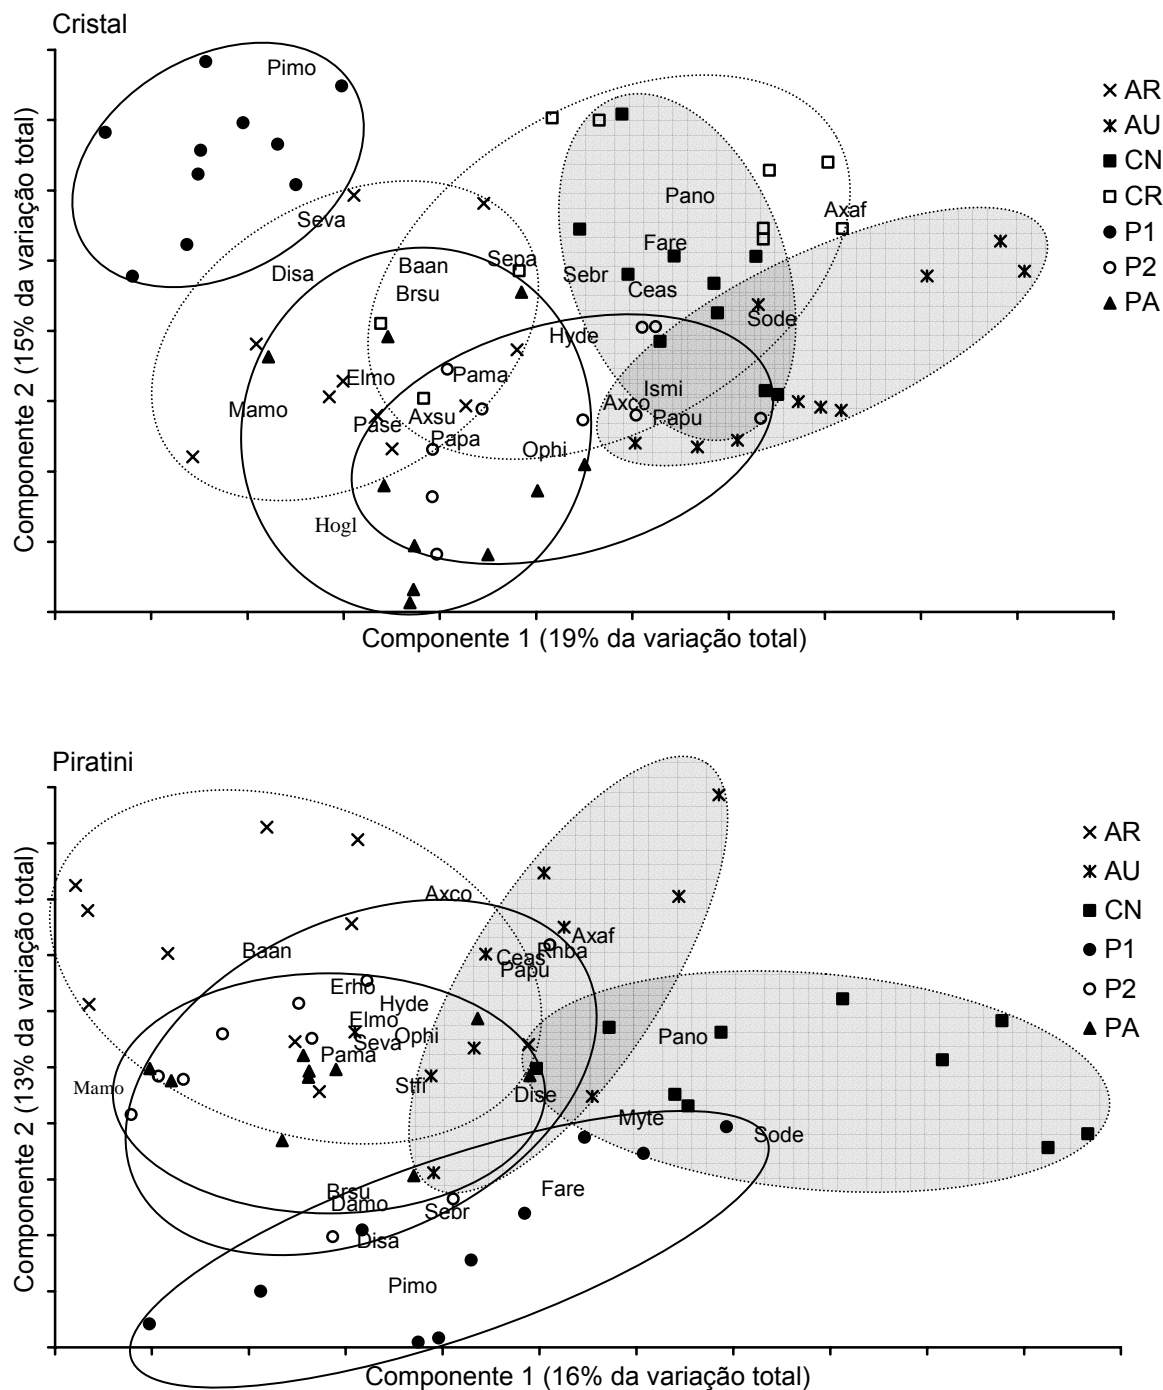 Cristal
Pimo
AR
AU
CN
CR
P1
P2
PA
Pano
Axaf
Seva
Fare
Disa
Baan
Sepa
Sebr
Brsu
Ceas
Sode
Hyde
Elmo
Pama
Ismi
Mamo
Pase
Axsu
Axco
Papu
Papa
Ophi
Hogl
Componente 2 (15% da variação total)
Componente 1 (19% da variação total)
Piratini
AR
AU
CN
P1
P2
PA
Axco
Axaf
Baan
Rhba
Ceas
Papu
Erho
Hyde
Elmo
Ophi
Seva
Pano
Pama
Mamo
Stfi
Dise
Myte
Sode
Brsu
Fare
Damo
Sebr
Disa
Pimo
Componente 2 (13% da variação total)
Componente 1 (16% da variação total)